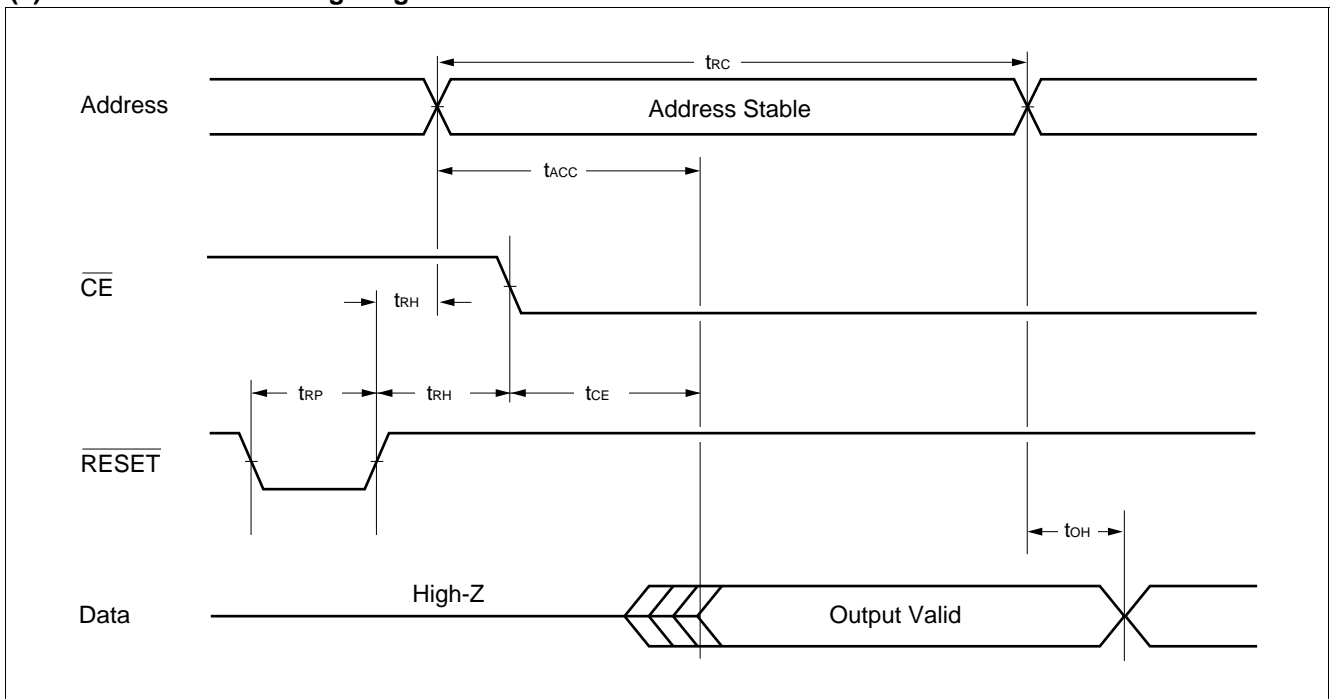 tRC
Address
Address Stable
tACC
CE
tRH
tRP
tRH
tCE
RESET
tOH
High-Z
Data
Output Valid